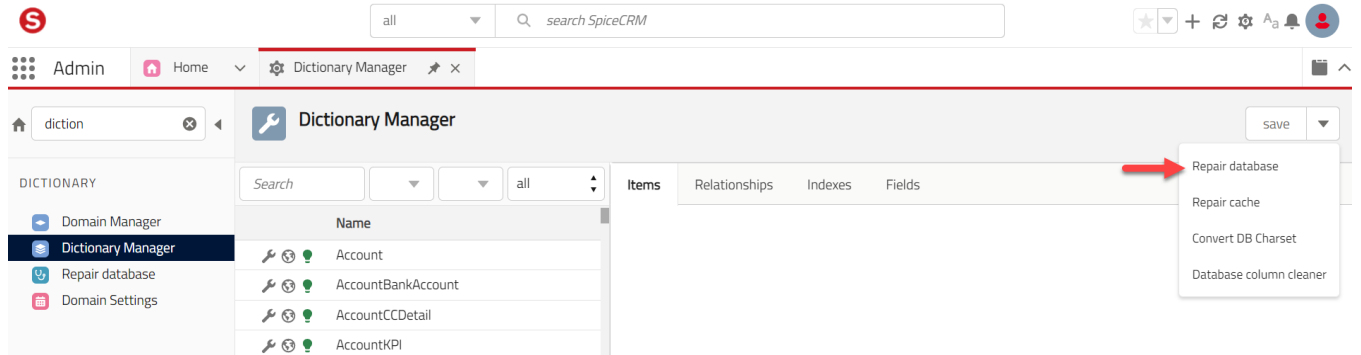 S
all
search SpiceCRM
Aa
Admin
Home
Dictionary Manager
diction
Dictionary Manager
save
Repair database
Repair cache
Convert DB Charset
Database column cleaner
DICTIONARY
Domain Manager
Dictionary Manager
Repair database
Domain Settings
Search
all
Items
Relationships
Indexes
Fields
Name
Account
AccountBankAccount
AccountCCDetail
AccountKPI